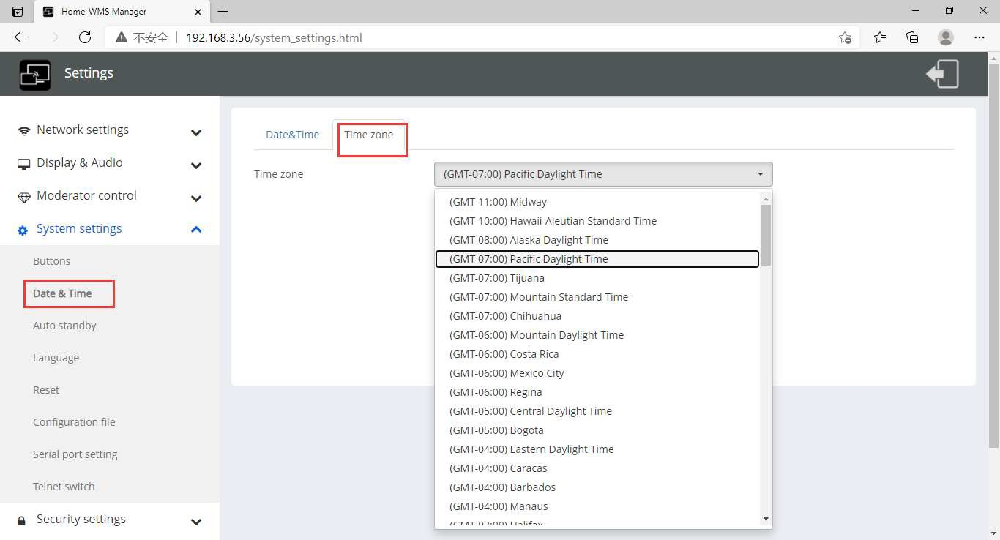 Home-WMS Manager
不安全
192.168.3.56/system_settings.html
Settings
Network settings
Display & Audio
Moderator control
System settings
Buttons
Date & Time
Auto standby
Language
Reset
Configuration file
Serial port setting
Telnet switch
Security settings
Date&Time
Time zone
Time zone
(GMT-07:00) Pacific Daylight Time
(GMT-11:00) Midway
(GMT-10:00) Hawaii-Aleutian Standard Time
(GMT-08:00) Alaska Daylight Time
(GMT-07:00) Pacific Daylight Time
(GMT-07:00) Tijuana
(GMT-07:00) Mountain Standard Time
(GMT-07:00) Chihuahua
(GMT-06:00) Mountain Daylight Time
(GMT-06:00) Costa Rica
(GMT-06:00) Mexico City
(GMT-06:00) Regina
(GMT-05:00) Central Daylight Time
(GMT-05:00) Bogota
(GMT-04:00) Eastern Daylight Time
(GMT-04:00) Caracas
(GMT-04:00) Barbados
(GMT-04:00) Manaus
(GMT-03:00) Halifax